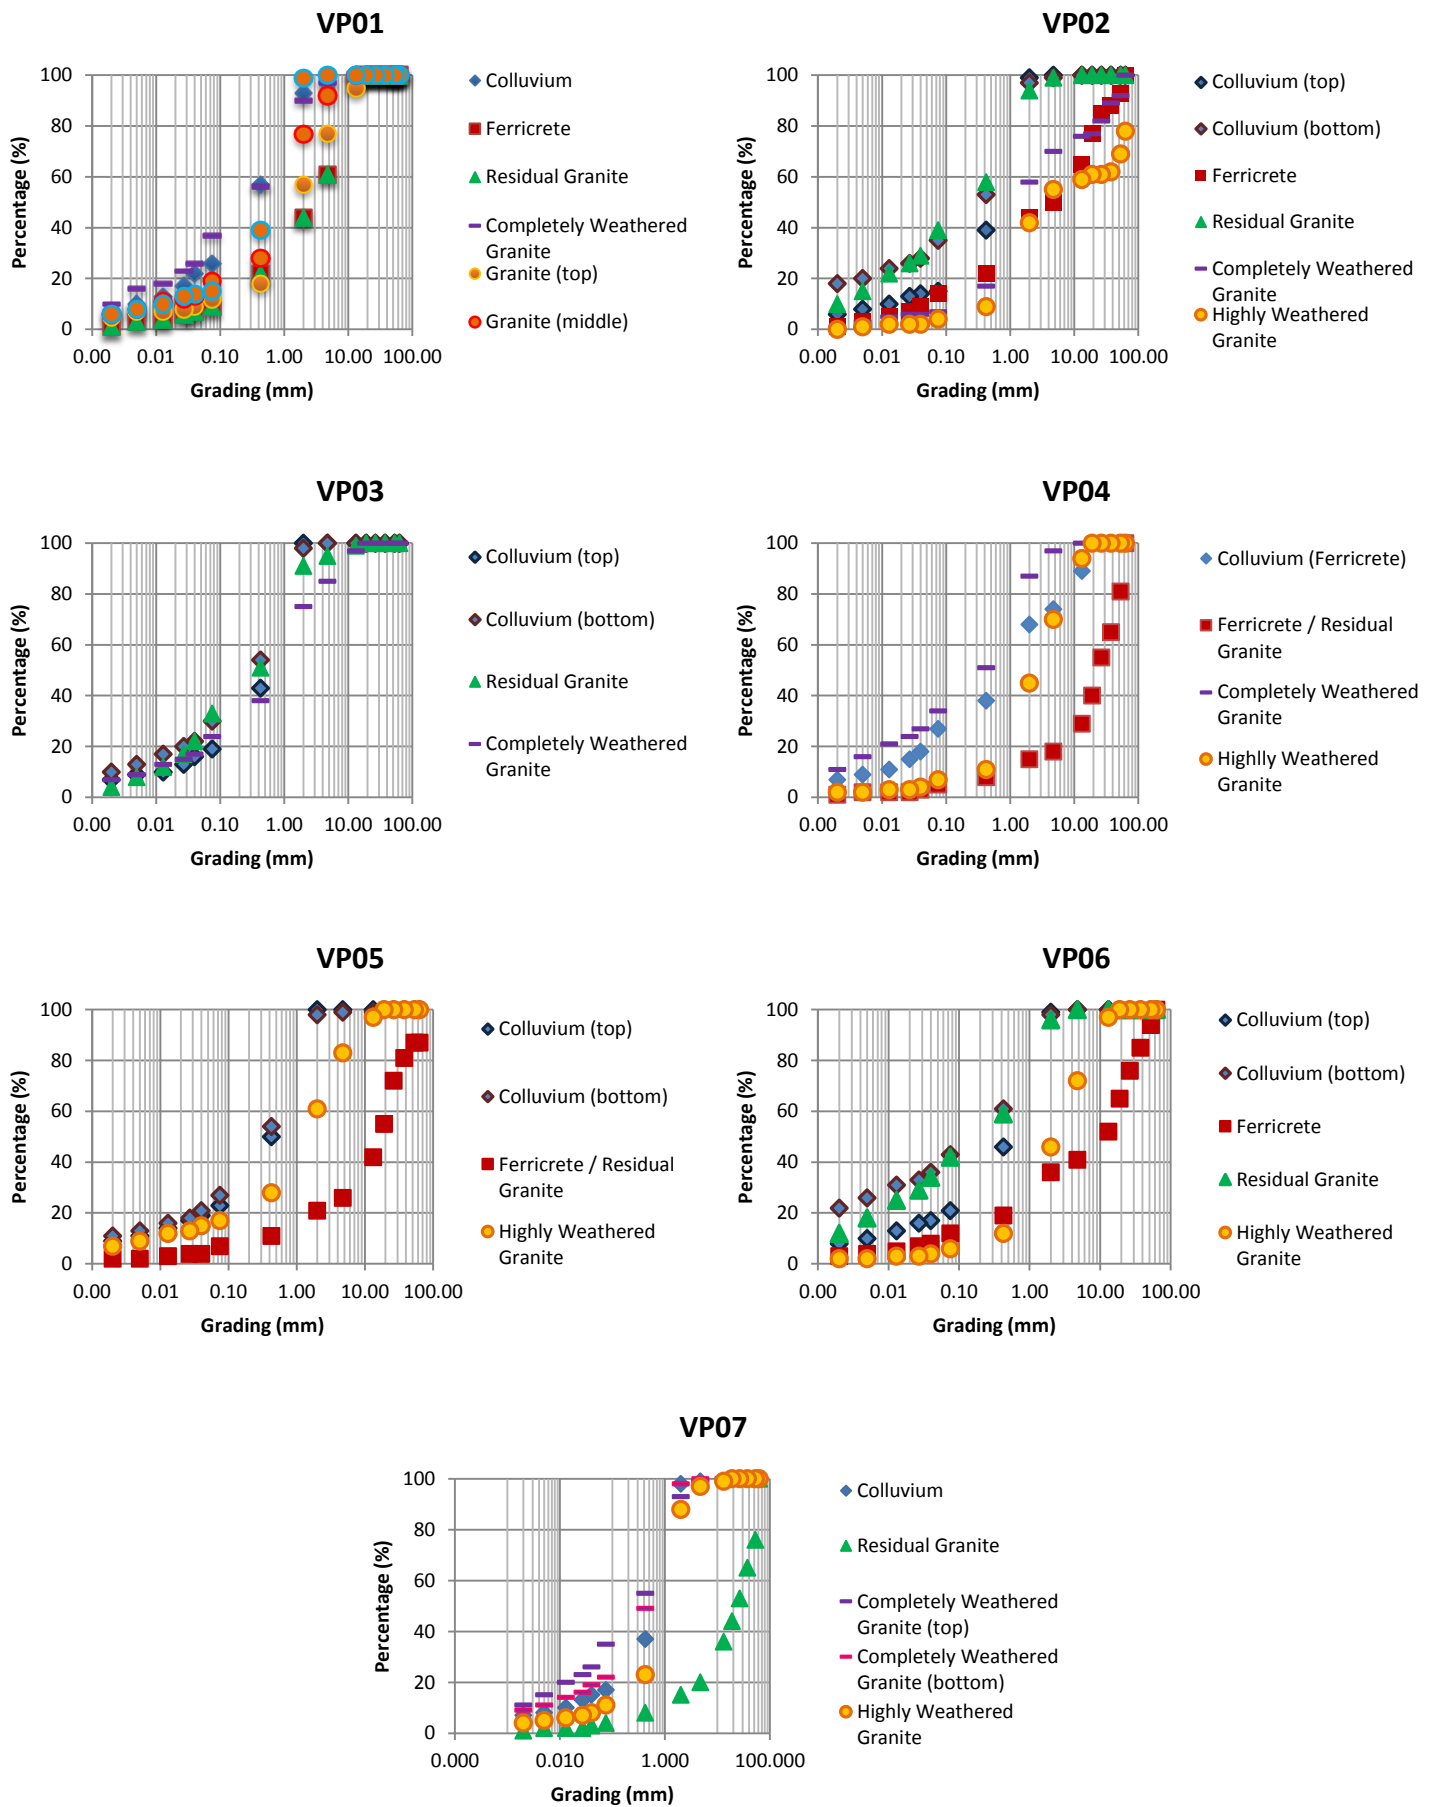 VP01
100
80
60
40
20
0
0.00 0.01 0.10 1.00 10.00 100.00
Percentage (%)
Grading (mm)
Colluvium
Ferricrete
Residual Granite
Completely Weathered
Granite
Granite (top)
Granite (middle)
VP02
100
80
60
40
20
0
0.00 0.01 0.10 1.00 10.00 100.00
Percentage (%)
Grading (mm)
Colluvium (top)
Colluvium (bottom)
Ferricrete
Residual Granite
Completely Weathered
Granite
Highly Weathered
Granite
VP03
100
80
60
40
20
0
0.00 0.01 0.10 1.00 10.00 100.00
Percentage (%)
Grading (mm)
Colluvium (top)
Colluvium (bottom)
Residual Granite
Completely Weathered
Granite
VP04
100
80
60
40
20
0
0.00 0.01 0.10 1.00 10.00 100.00
Percentage (%)
Grading (mm)
Colluvium (Ferricrete)
Ferricrete / Residual
Granite
Completely Weathered
Granite
Highlly Weathered
Granite
VP05
100
80
60
40
20
0
0.00 0.01 0.10 1.00 10.00 100.00
Percentage (%)
Grading (mm)
Colluvium (top)
Colluvium (bottom)
Ferricrete / Residual
Granite
Highly Weathered
Granite
VP06
100
80
60
40
20
0
0.00 0.01 0.10 1.00 10.00 100.00
Percentage (%)
Grading (mm)
Colluvium (top)
Colluvium (bottom)
Ferricrete
Residual Granite
Highly Weathered
Granite
VP07
100
80
60
40
20
0
0.000 0.010 1.000 100.000
Percentage (%)
Grading (mm)
Colluvium
Residual Granite
Completely Weathered
Granite (top)
Completely Weathered
Granite (bottom)
Highly Weathered
Granite